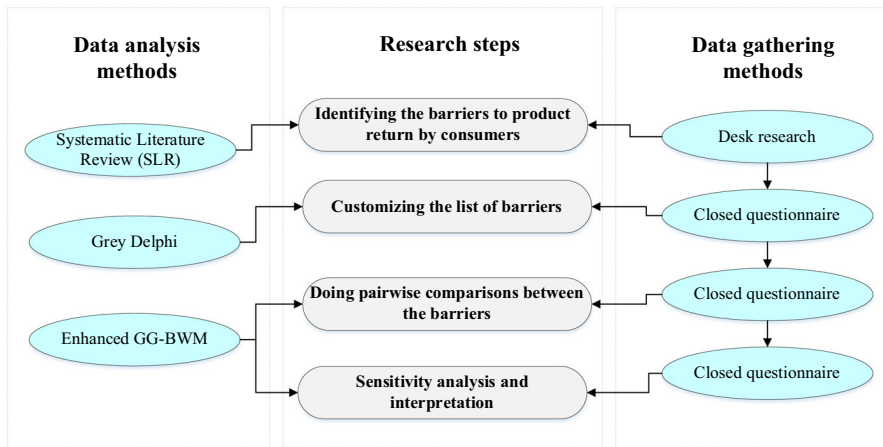 Data analysis
methods
Research steps
Data gathering
methods
Systematic Literature
Review (SLR)
Identifying the barriers to product
return by consumers
Desk research
Grey Delphi
Customizing the list of barriers
Closed questionnaire
Enhanced GG-BWM
Doing pairwise comparisons between
the barriers
Closed questionnaire
Sensitivity analysis and
interpretation
Closed questionnaire